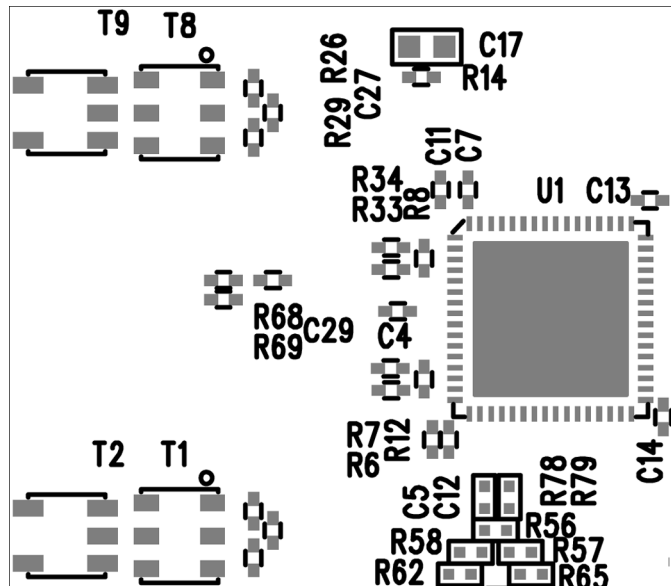 T9 T8
R26
C17
R14
C27
R29
C11
C7
R34
R33
R8
U1 C13
R68
R69
C29
C4
R7
R6
R12
C14
T2 T1
C5
C12
R78
R79
R56
R58
R57
R62
R65